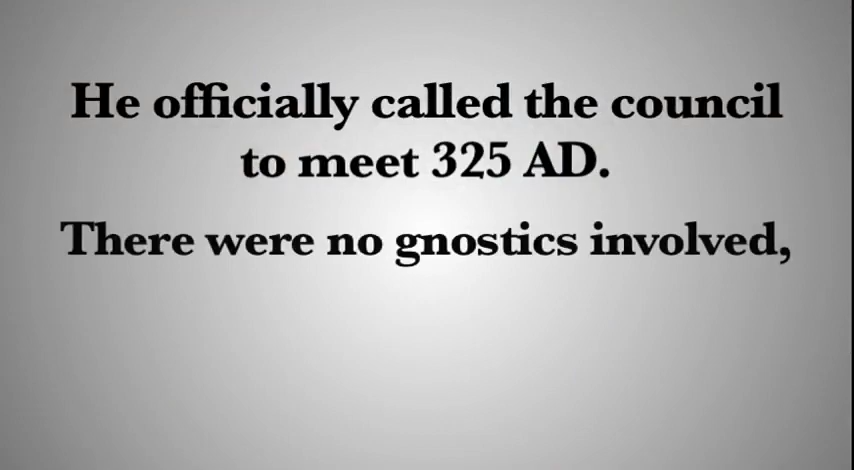 He officially called the council
to meet 325 AD.
There were no gnostics involved,